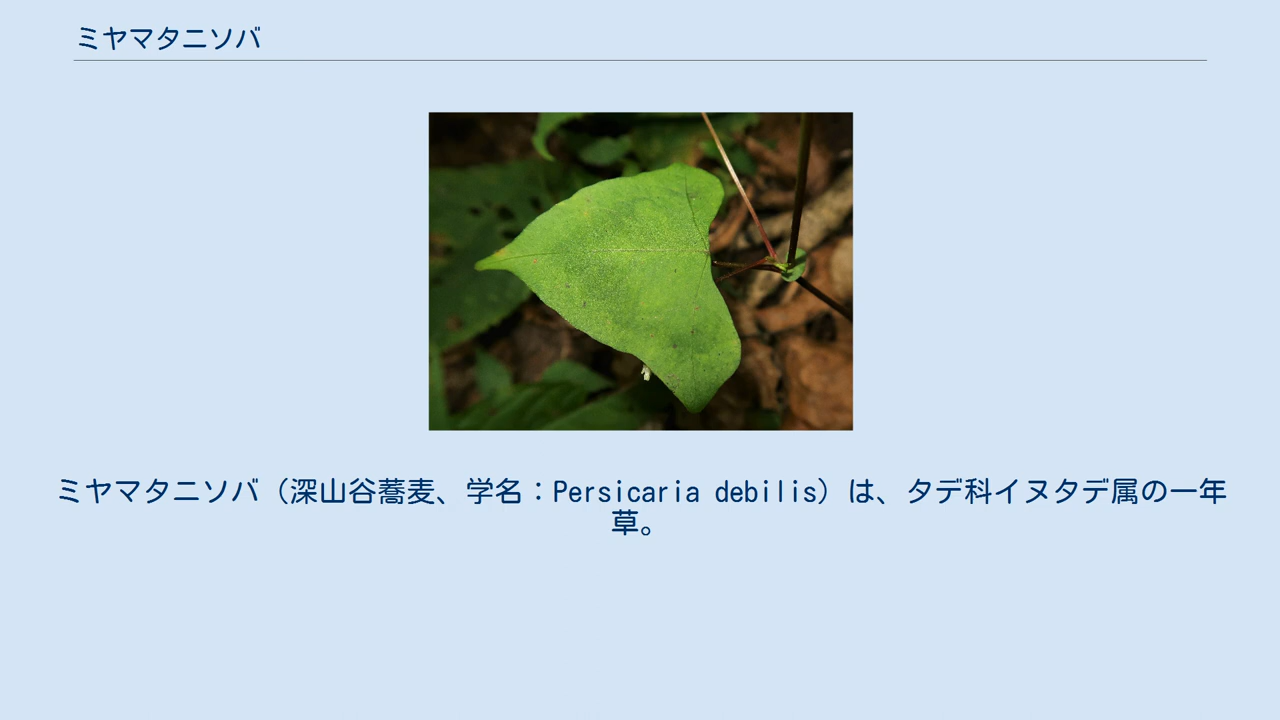 ミヤマタニソバ
ミヤマタニソバ（深山谷蕎麦、学名：Persicaria debilis）は、タデ科イヌタデ属の一年
草。